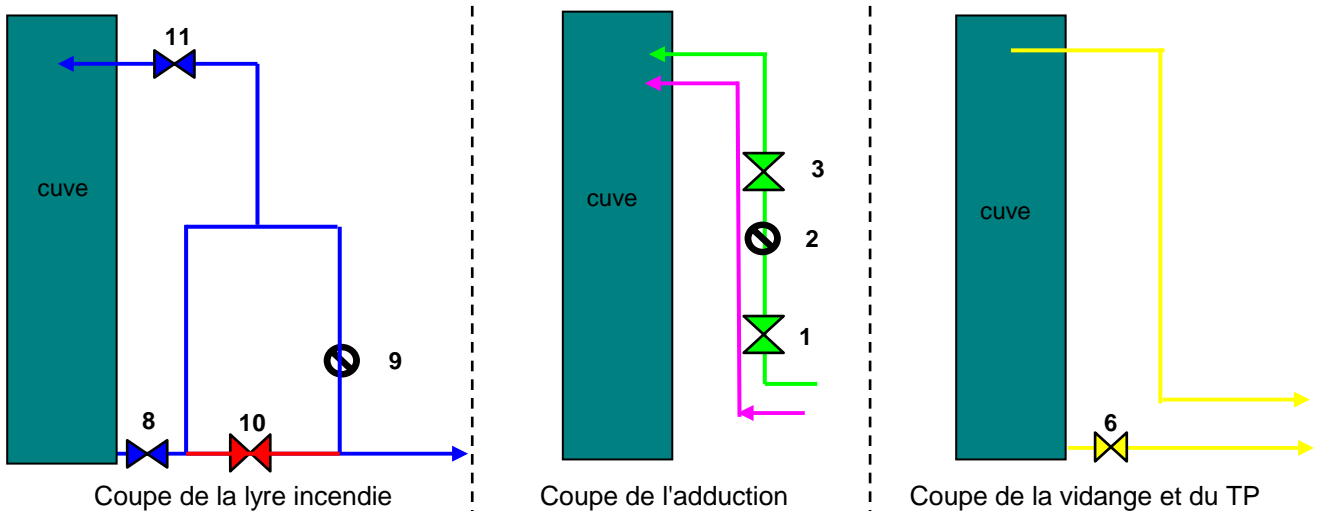 11
cuve
9
8
10
Coupe de la lyre incendie
3
cuve
2
1
Coupe de l'adduction
cuve
6
Coupe de la vidange et du TP